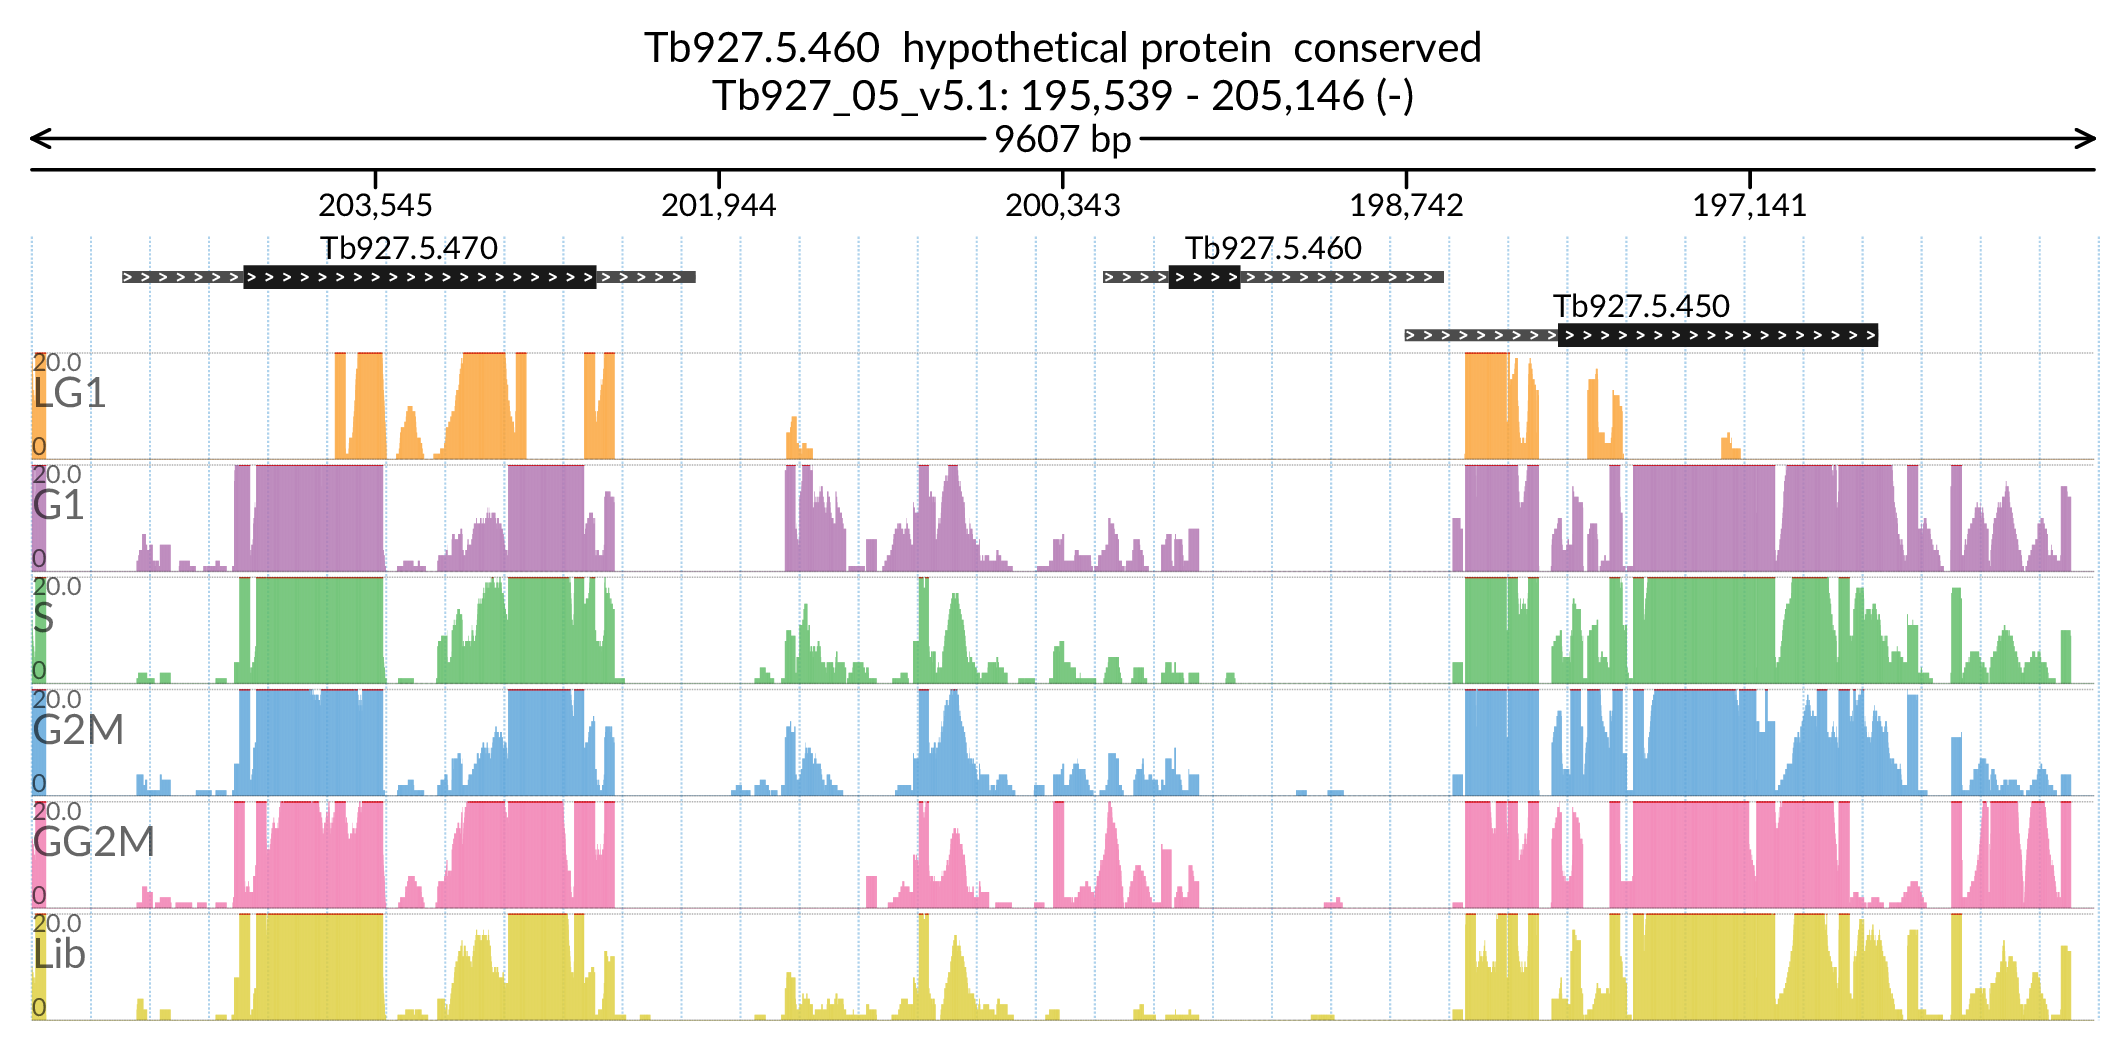 Tb927.5.460  hypothetical protein  conserved
Tb927_05_v5.1: 195,539 - 205,146 (-)
9607 bp
203,545 201,944 200,343 198,742 197,141
Tb927.5.470 Tb927.5.460
Tb927.5.450
20.0
LG1
0
20.0
G1
0
20.0
S
0
20.0
G2M
0
20.0
GG2M
0
20.0
Lib
0